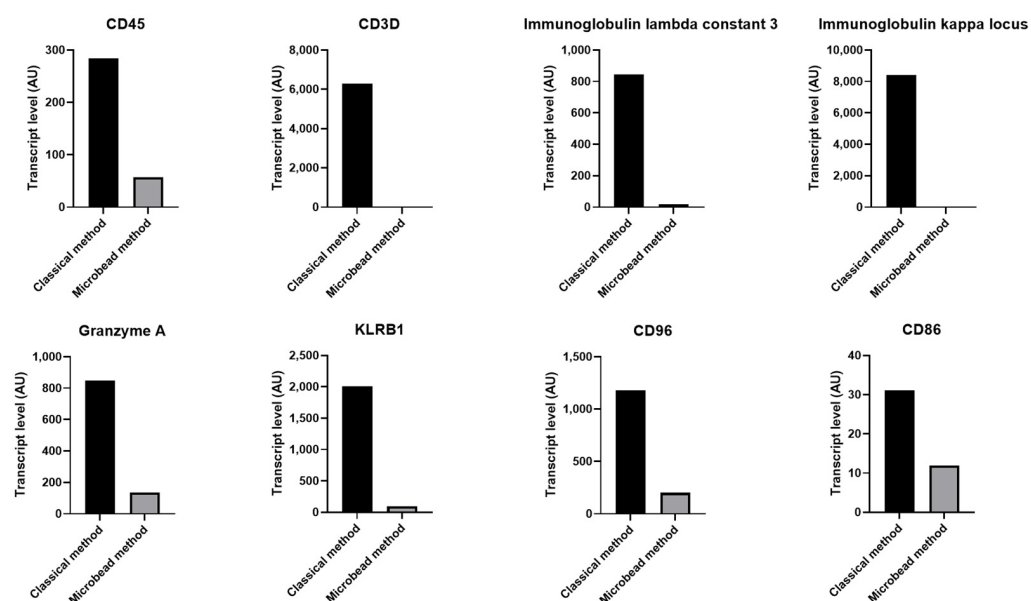 CD45
Transcript level (AU)
300
200
100
0
Classical method
Microbead method
CD3D
Transcript level (AU)
8,000
6,000
4,000
2,000
0
Classical method
Microbead method
Immunoglobulin lambda constant 3
Transcript level (AU)
1,000
800
600
400
200
0
Classical method
Microbead method
Immunoglobulin kappa locus
Transcript level (AU)
10,000
8,000
6,000
4,000
2,000
0
Classical method
Microbead method
Granzyme A
Transcript level (AU)
1,000
800
600
400
200
0
Classical method
Microbead method
KLRB1
Transcript level (AU)
2,500
2,000
1,500
1,000
500
0
Classical method
Microbead method
CD96
Transcript level (AU)
1,500
1,000
500
0
Classical method
Microbead method
CD86
Transcript level (AU)
40
30
20
10
0
Classical method
Microbead method